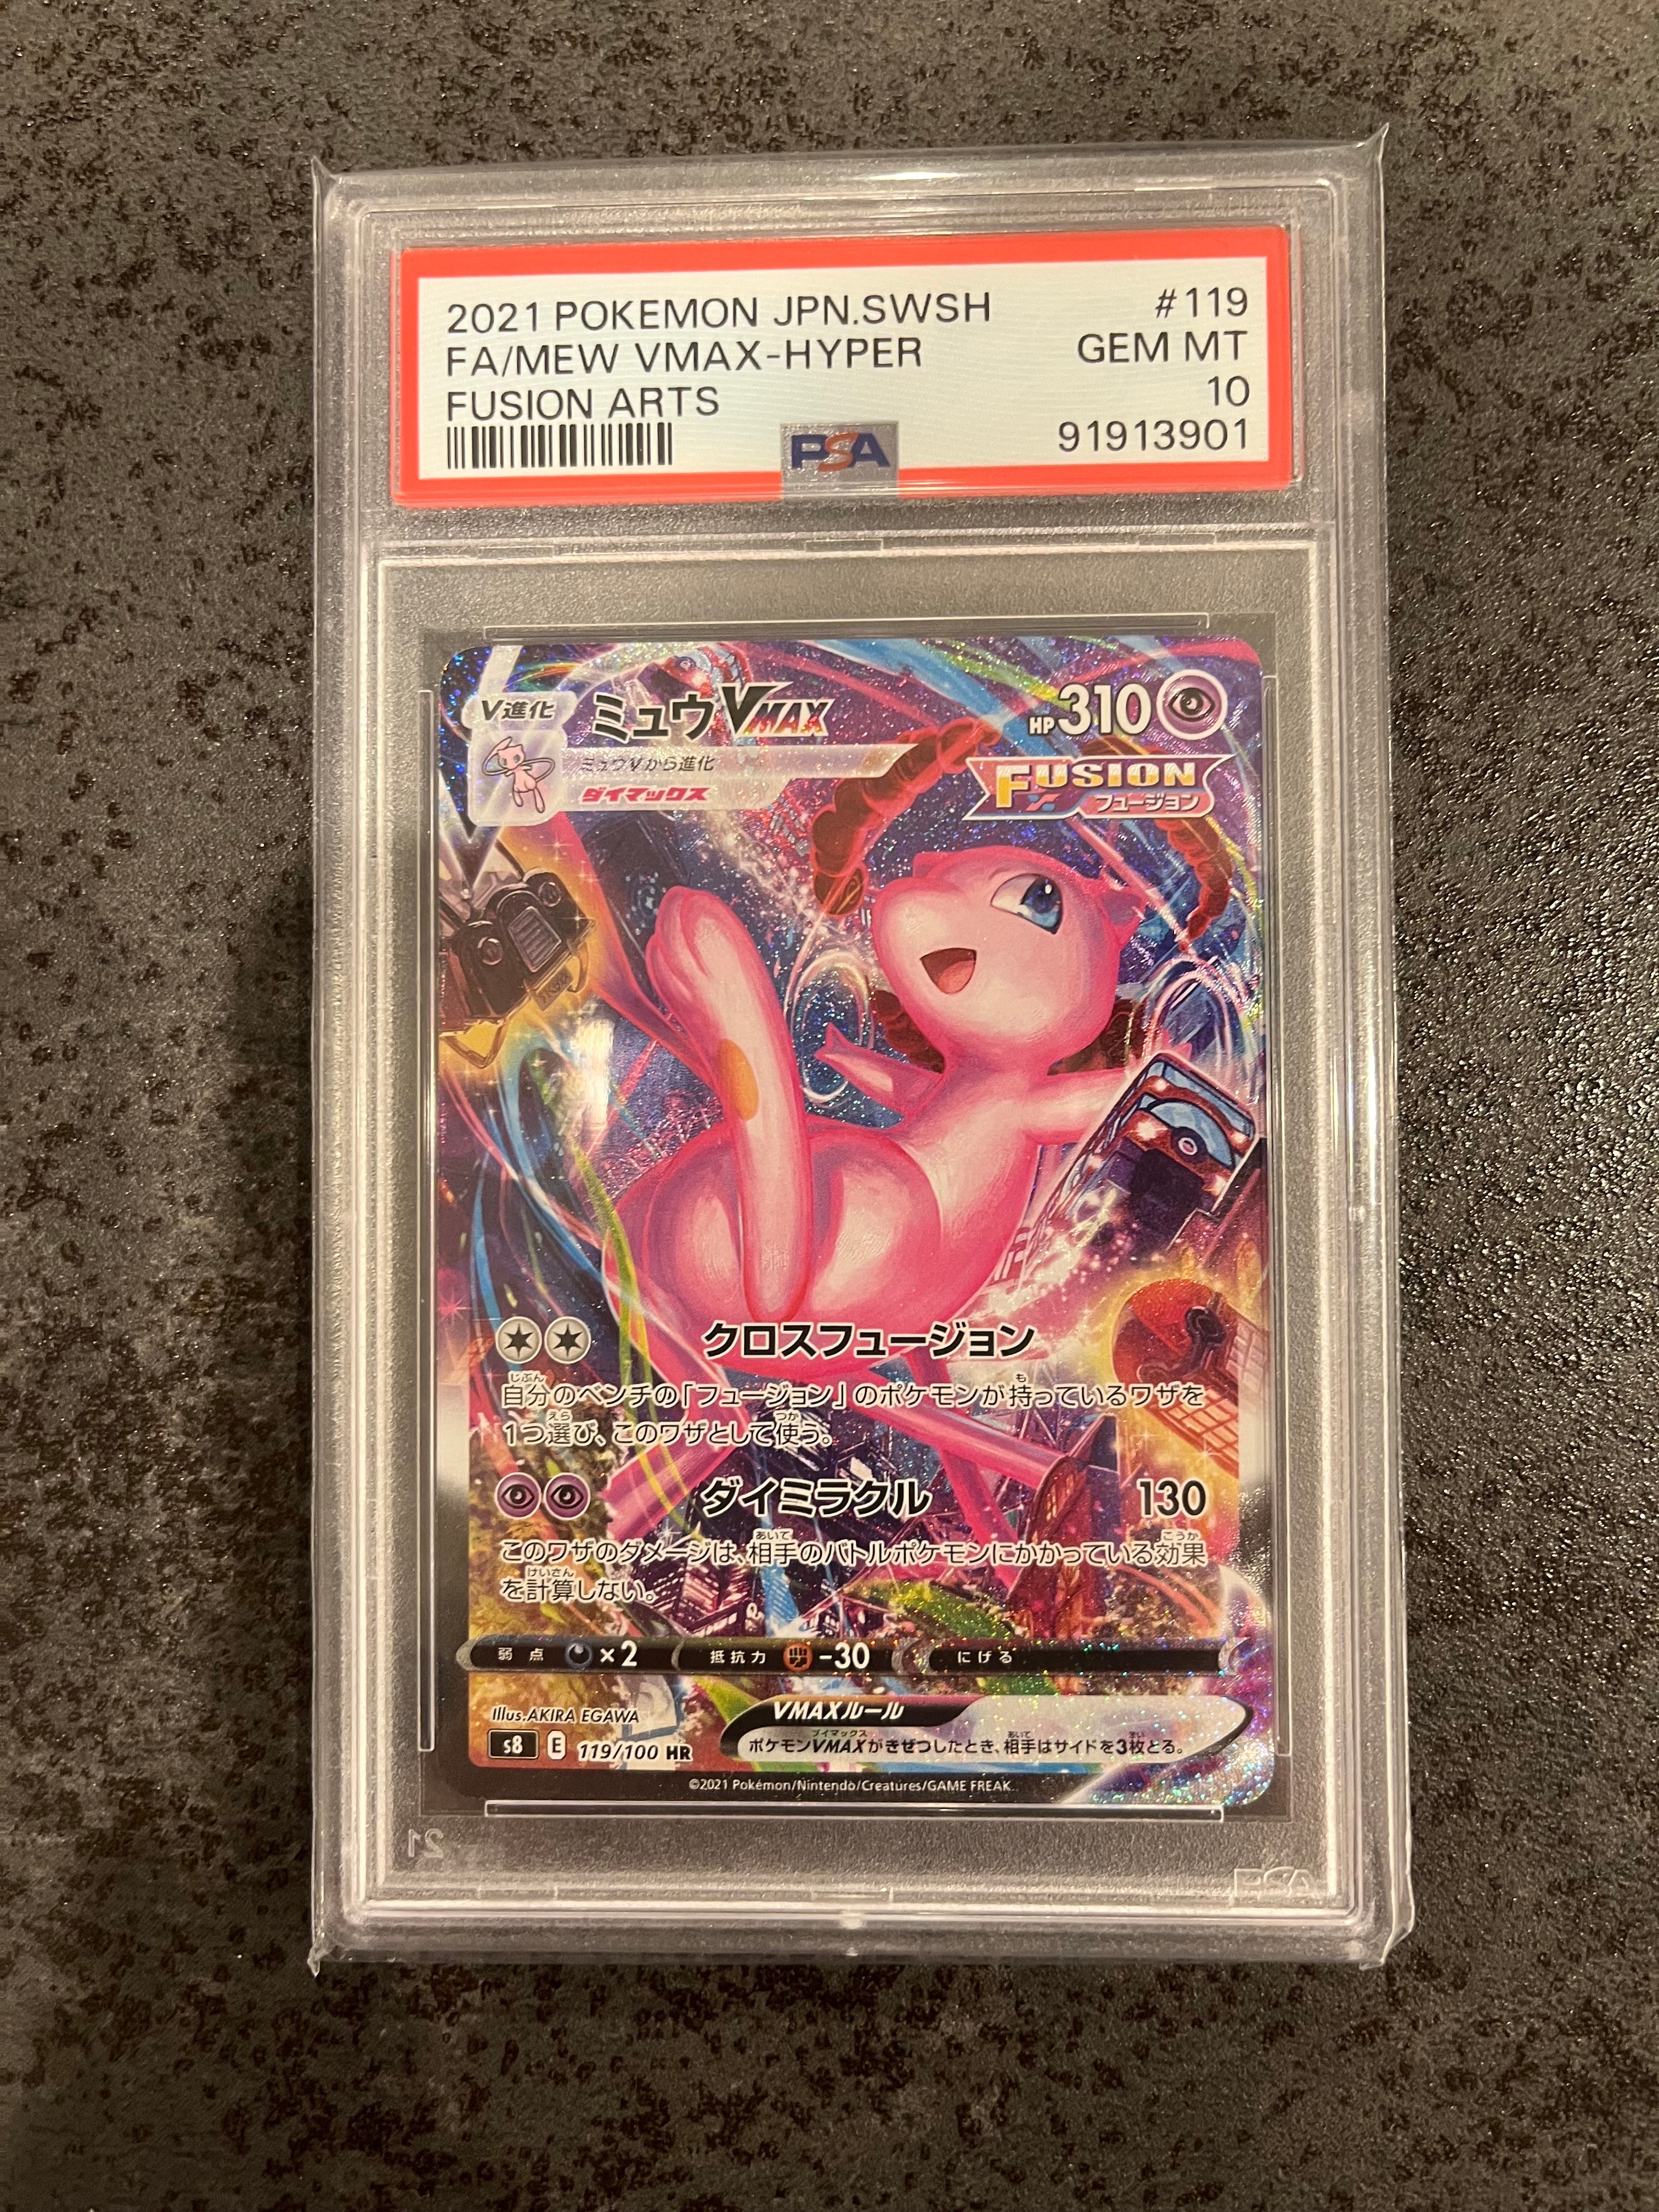 2021 POKEMON JPN.SWSH #119
FA/MEW VMAX-HYPER GEM MT
FUSION ARTS 10
PSA 91913901
V進化 ミュウVMAX HP310
ミュウVから進化
ダイマックス
FUSION
フュージョン
クロスフュージョン
自分のベンチの「フュージョン」のポケモンが持っているワザを
1つ選び、このワザとして使う。
ダイミラクル 130
このワザのダメージは、相手のバトルポケモンにかかっている効果
を計算しない。
弱点 ×2 抵抗力 -30 にげる
Illus.AKIRA EGAWA
VMAXルール
ポケモンVMAXがきぜつしたとき、相手はサイドを3枚とる。
s8 E 119/100 HR
©2021 Pokémon/Nintendo/Creatures/GAME FREAK.
21
PSA